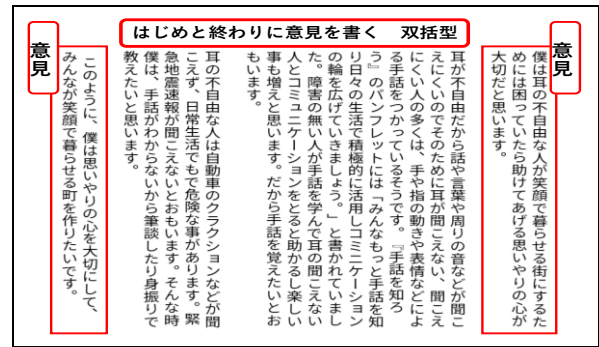 はじめと終わりに意見を書く　双括型
意見
僕は耳の不自由な人が笑顔で暮らせる街にするた
めには困っていたら助けてあげる思いやりの心が
大切だと思います。
耳が不自由だから話や言葉や周りの音などが聞こ
えにくいのでそのために耳が聞こえない、聞こえ
にくい人の多くは、手や指の動きや表情などによ
る手話をつかっているそうです。『手話を知ろ
う』のパンフレットには「みんなもっと手話を知
り日々の生活で積極的に活用しコミニケーション
の輪を広げていきましょう。」と書かれていまし
た。障害の無い人が手話を学んで耳の聞こえない
人とコミュニケーションをとると助かるし楽しい
事も増えと思います。だから手話を覚えたいとお
もいます。
耳の不自由な人は自動車のクラクションなどが聞
こえず、日常生活でもで危険な事があります。緊
急地震速報が聞こえないとおもいます。そんな時
僕は、手話がわからないから筆談したり身振りで
教えたいと思います。
意見
このように、僕は思いやりの心を大切にして、
みんなが笑顔で暮らせる町を作りたいです。